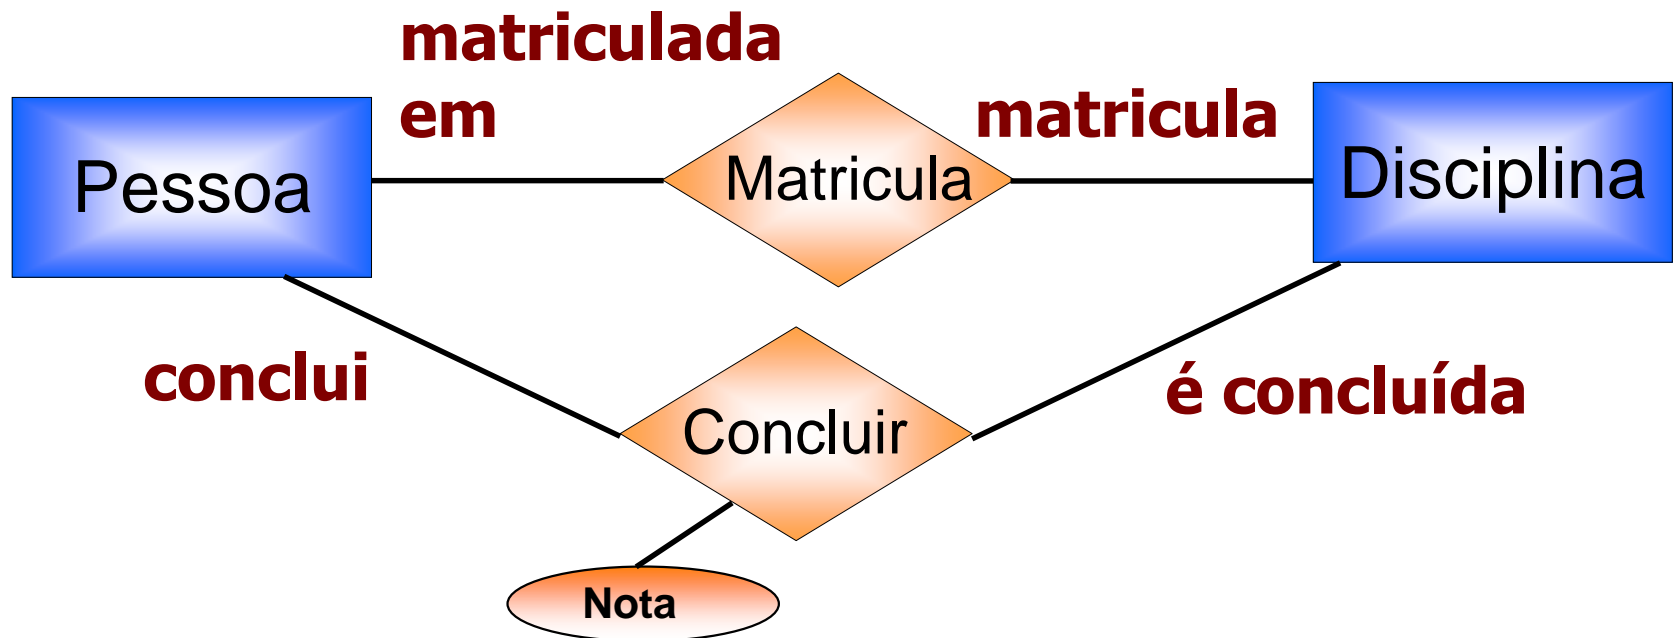 matriculada
em
matricula
Pessoa
Matricula
Disciplina
conclui
é concluída
Concluir
Nota